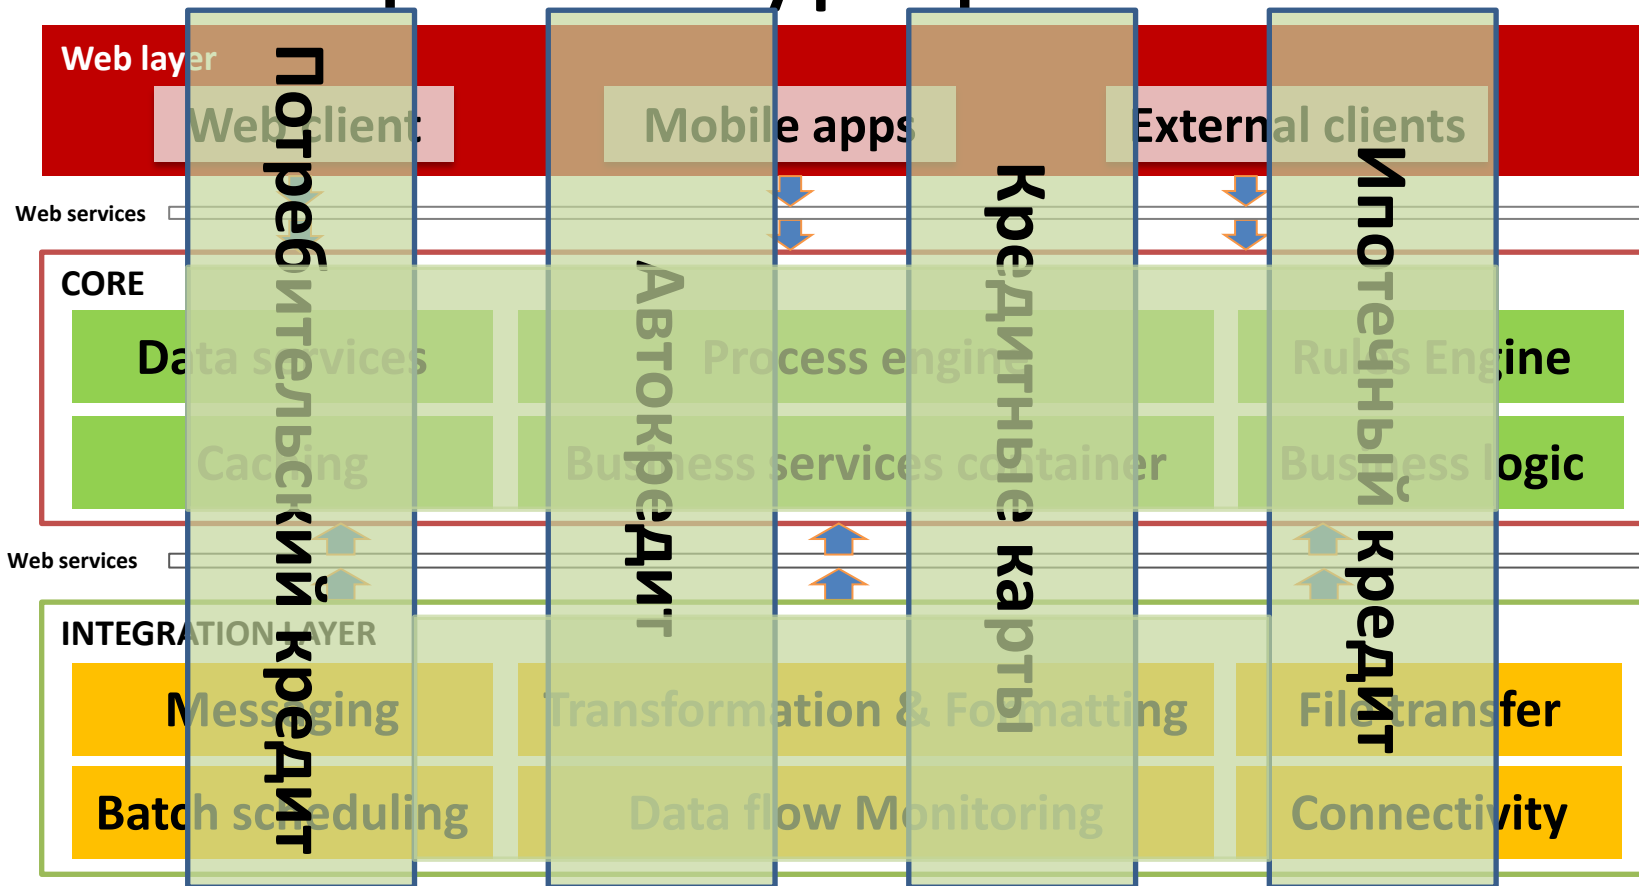 Web layer
Web client
Mobile apps
External clients
Web services
CORE
Data services
Process engine
Rules Engine
Caching
Business services container
Business logic
Web services
INTEGRATION LAYER
Messaging
Transformation & Formatting
File transfer
Batch scheduling
Data flow Monitoring
Connectivity
Потребительский кредит
Автокредит
Кредитные карты
Ипотечный кредит